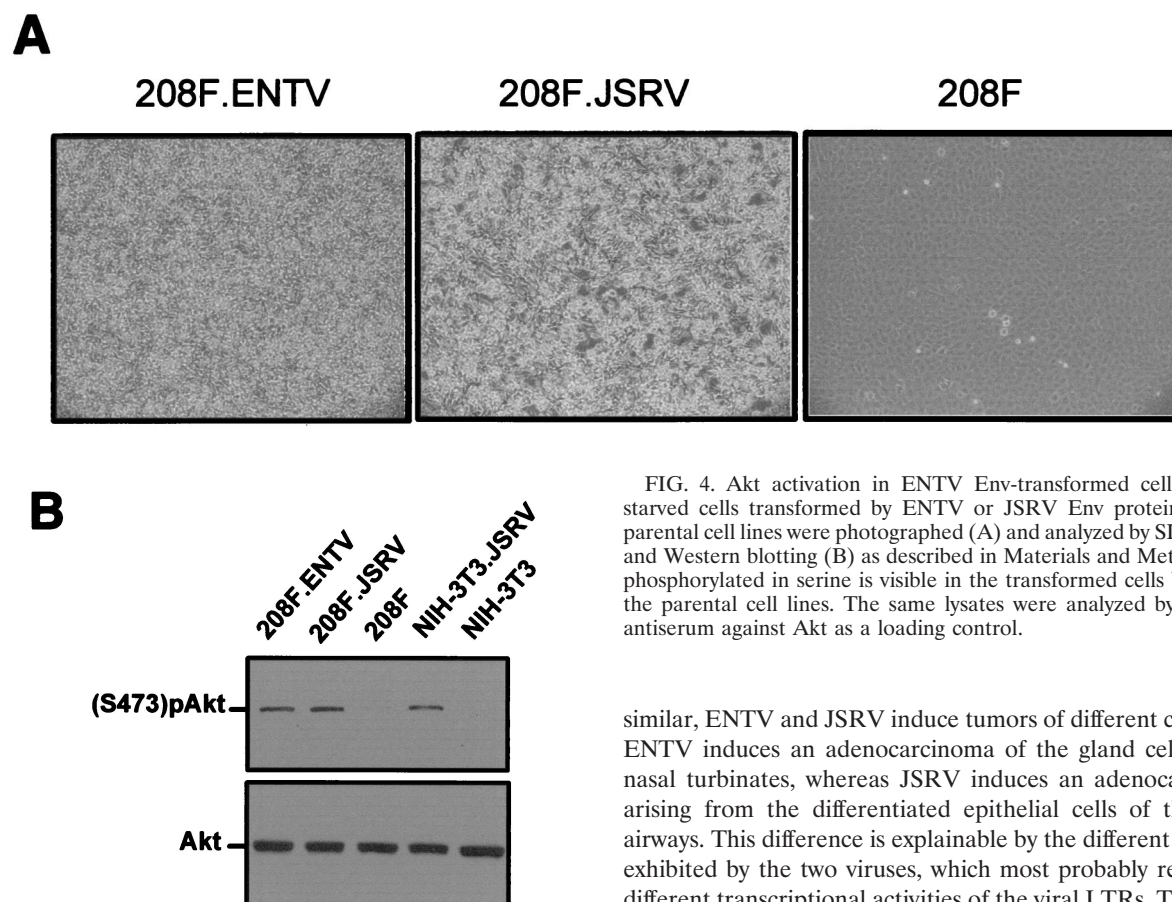 A
208F.ENTV
208F.JSRV
208F
B
208F.ENTV
208F.JSRV
208F
NIH-3T3.JSRV
NIH-3T3
(S473)pAkt
Akt
FIG. 4. Akt activation in ENTV Env-transformed cell
starved cells transformed by ENTV or JSRV Env protein
parental cell lines were photographed (A) and analyzed by
and Western blotting (B) as described in Materials and Met
phosphorylated in serine is visible in the transformed cells
the parental cell lines. The same lysates were analyzed by
antiserum against Akt as a loading control.
similar, ENTV and JSRV induce tumors of different c
ENTV induces an adenocarcinoma of the gland cel
nasal turbinates, whereas JSRV induces an adenoca
arising from the differentiated epithelial cells of t
airways. This difference is explainable by the different
exhibited by the two viruses, which most probably re
different transcriptional activities of the viral LTRs. T